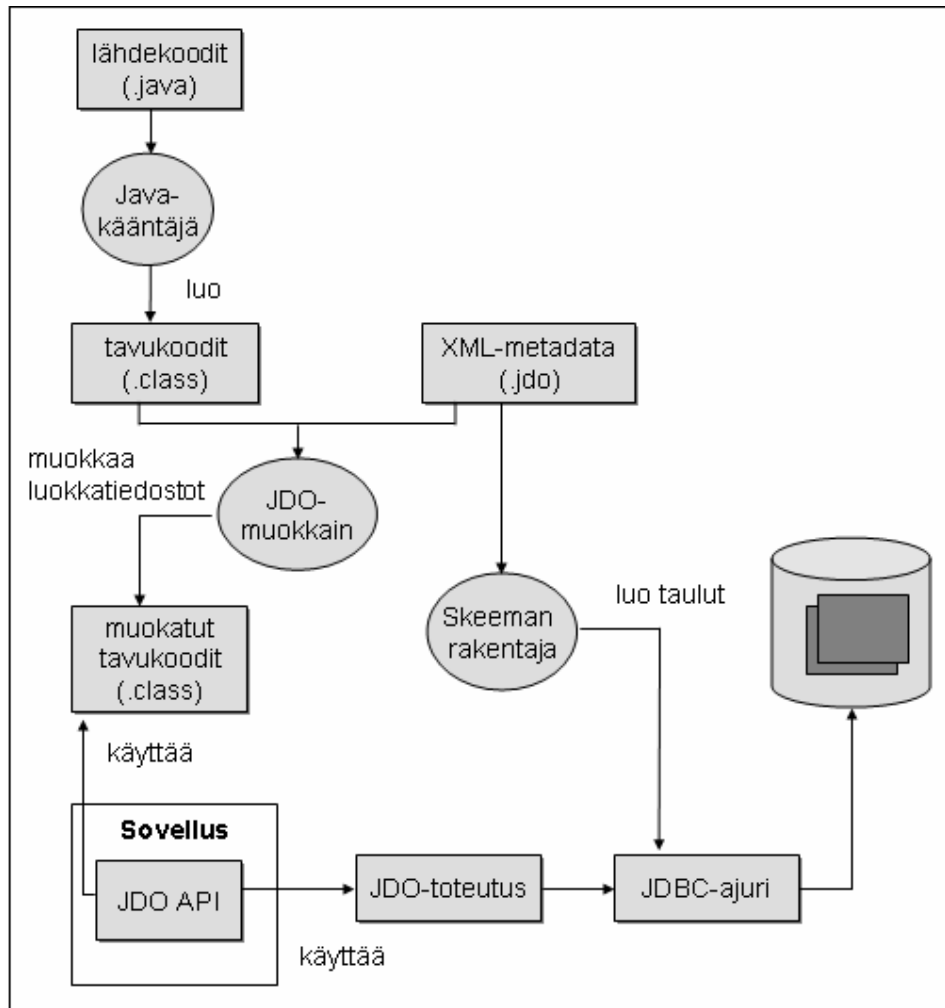 lähdekoodit
(.java)
Java-
kääntäjä
luo
tavukoodit
(.class)
XML-metadata
(.jdo)
muokkaa
luokkatiedostot
JDO-
muokkain
muokatut
tavukoodit
(.class)
Skeeman
rakentaja
luo taulut
käyttää
Sovellus
JDO API
JDO-toteutus
JDBC-ajuri
käyttää